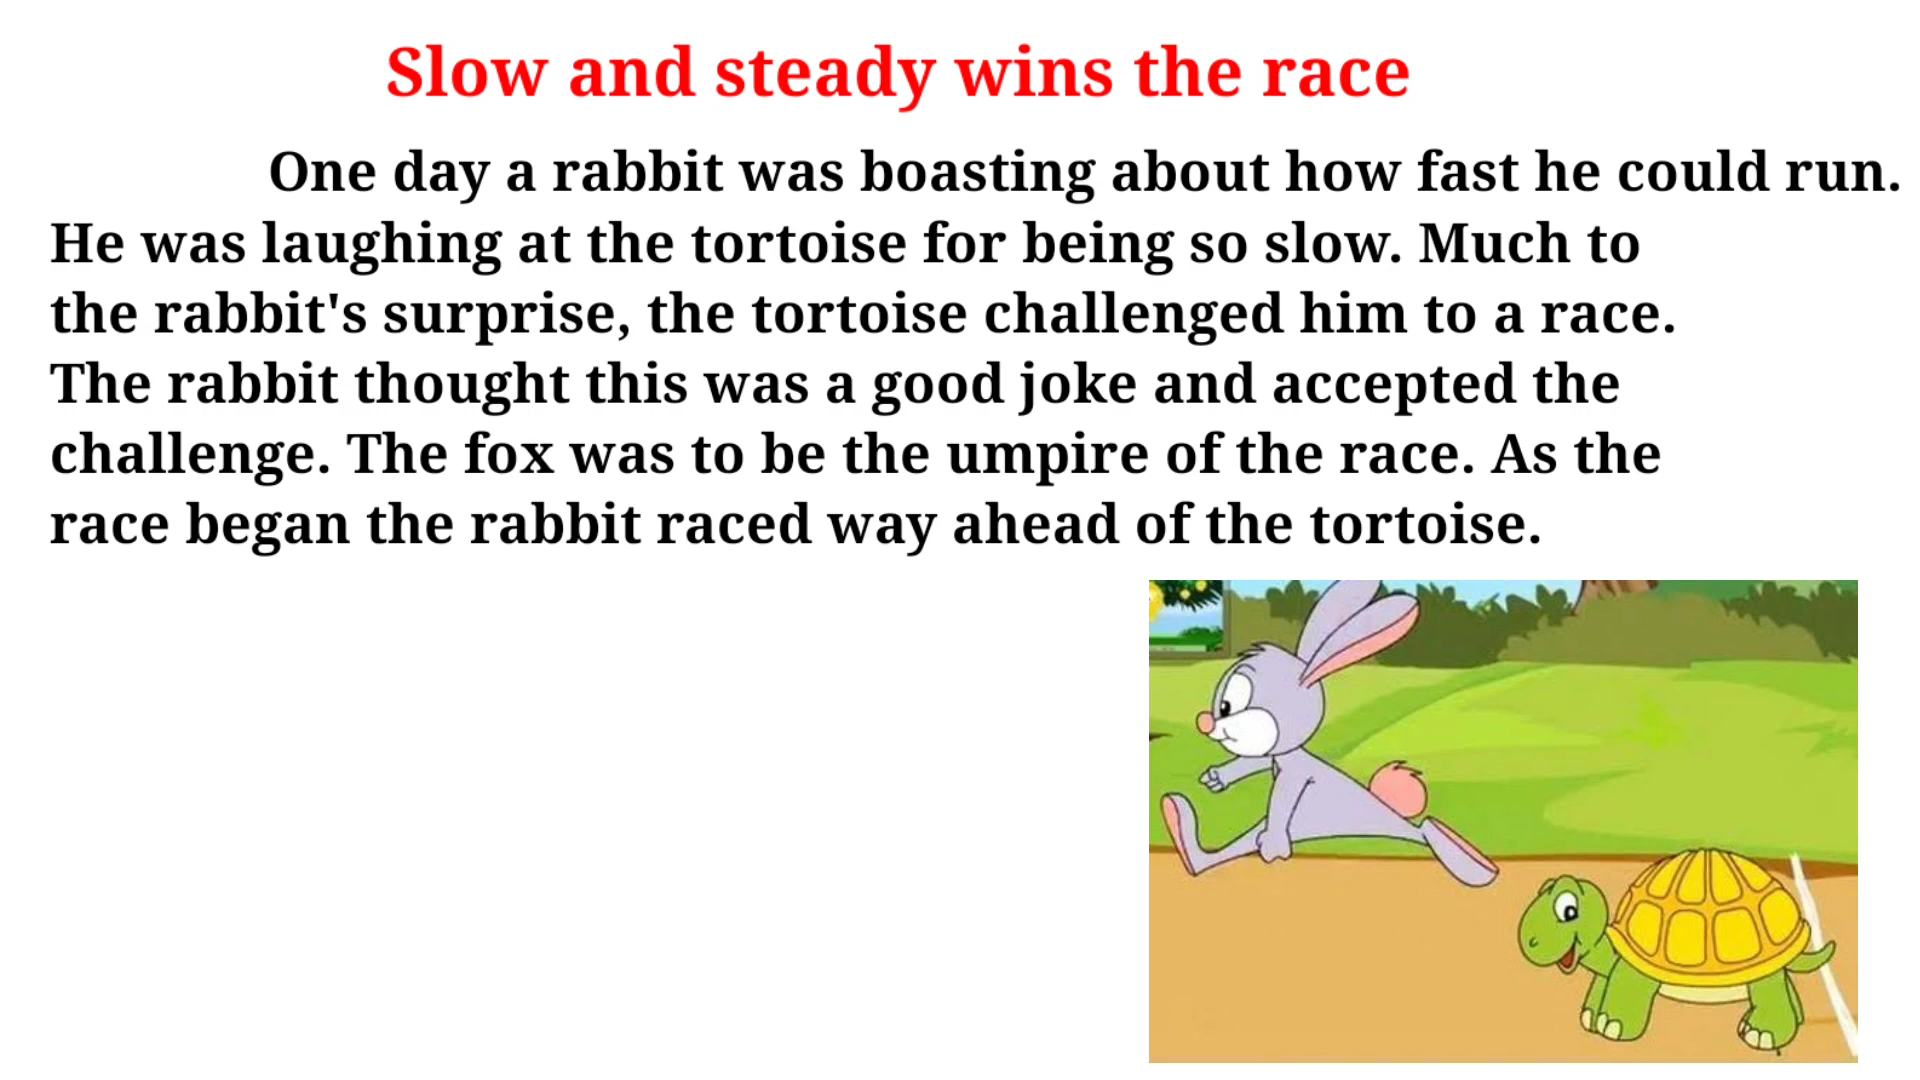 Slow and steady wins the race
One day a rabbit was boasting about how fast he could run.
He was laughing at the tortoise for being so slow. Much to
the rabbit's surprise, the tortoise challenged him to a race.
The rabbit thought this was a good joke and accepted the
challenge. The fox was to be the umpire of the race. As the
race began the rabbit raced way ahead of the tortoise.